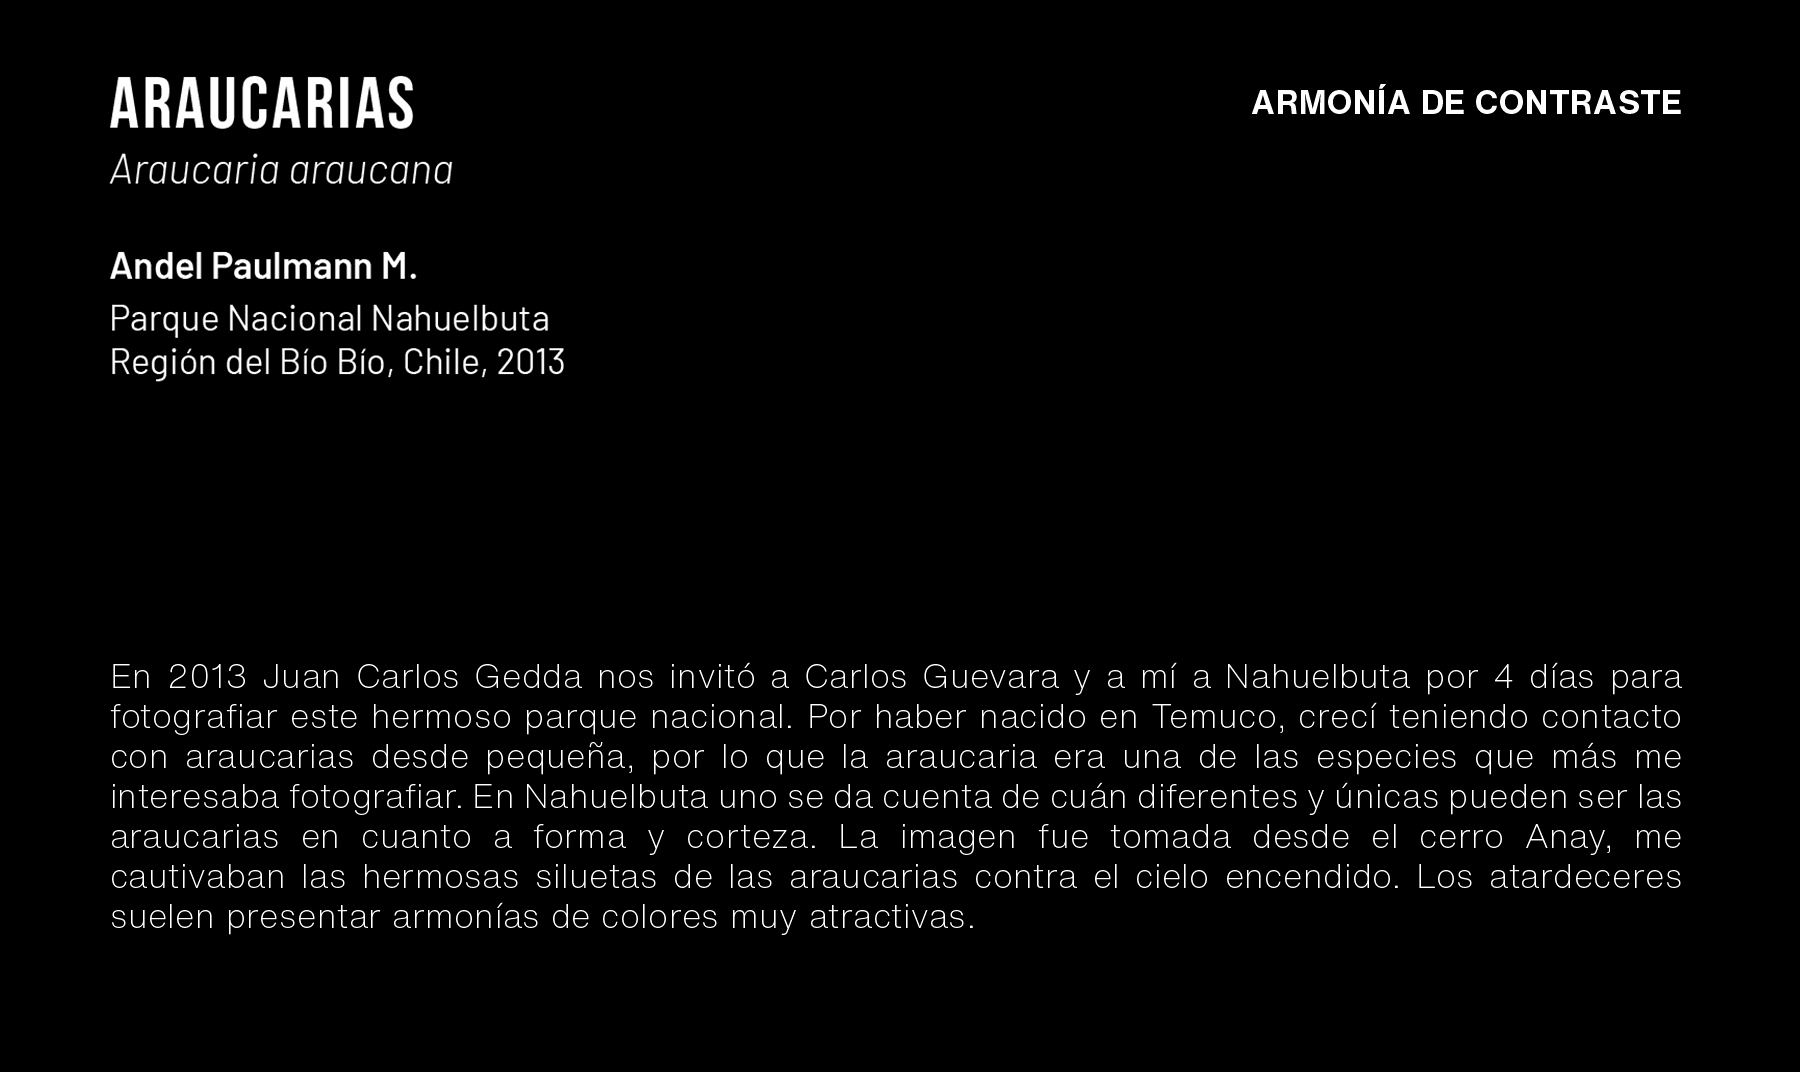 ARAUCARIAS
ARMONÍA DE CONTRASTE
Araucaria araucana
Andel Paulmann M.
Parque Nacional Nahuelbuta
Región del Bío Bío, Chile, 2013
En 2013 Juan Carlos Gedda nos invitó a Carlos Guevara y a mí a Nahuelbuta por 4 días para
fotografiar este hermoso parque nacional. Por haber nacido en Temuco, crecí teniendo contacto
con araucarias desde pequeña, por lo que la araucaria era una de las especies que más me
interesaba fotografiar. En Nahuelbuta uno se da cuenta de cuán diferentes y únicas pueden ser las
araucarias en cuanto a forma y corteza. La imagen fue tomada desde el cerro Anay, me
cautivaban las hermosas siluetas de las araucarias contra el cielo encendido. Los atardeceres
suelen presentar armonías de colores muy atractivas.